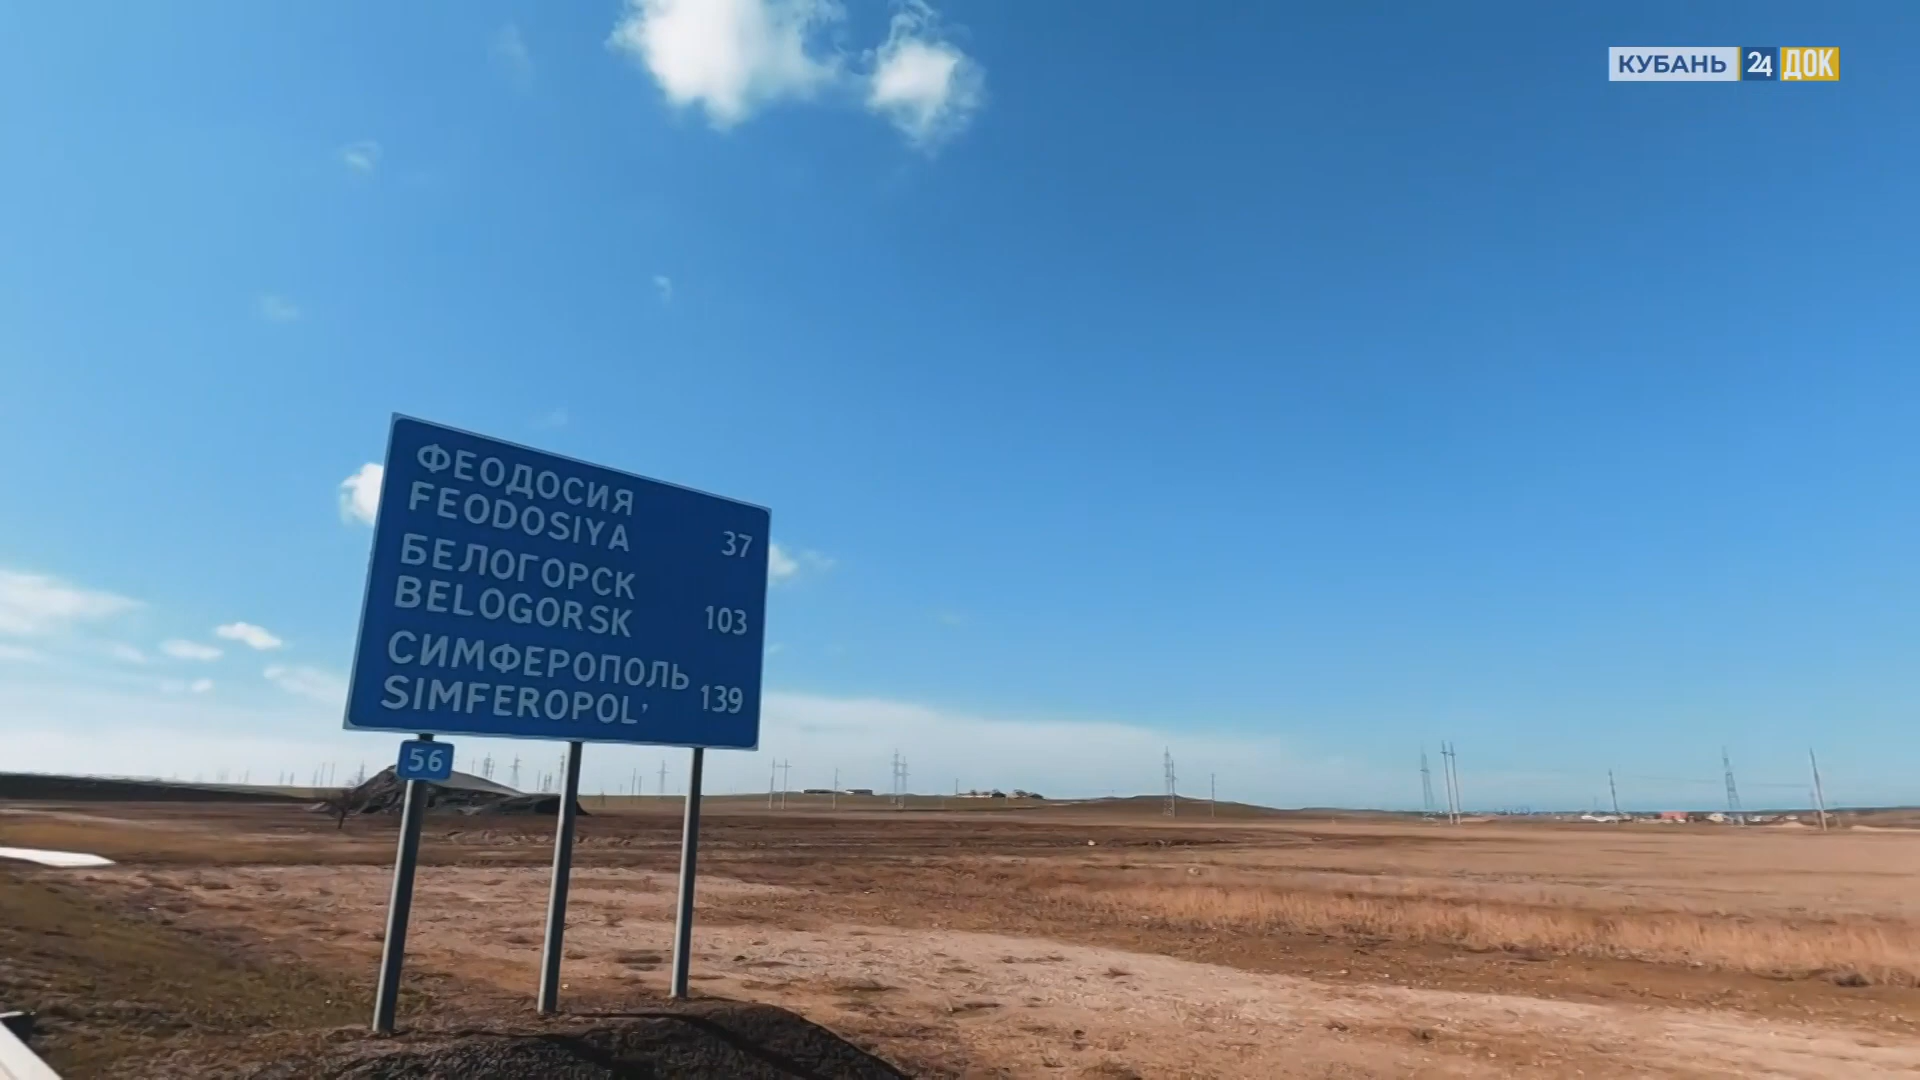 КУБАНЬ 24 ДОК
ФЕОДОСИЯ
FEODOSIYA 37
БЕЛОГОРСК
BELOGORSK 103
СИМФЕРОПОЛЬ
SIMFEROPOL' 139
56